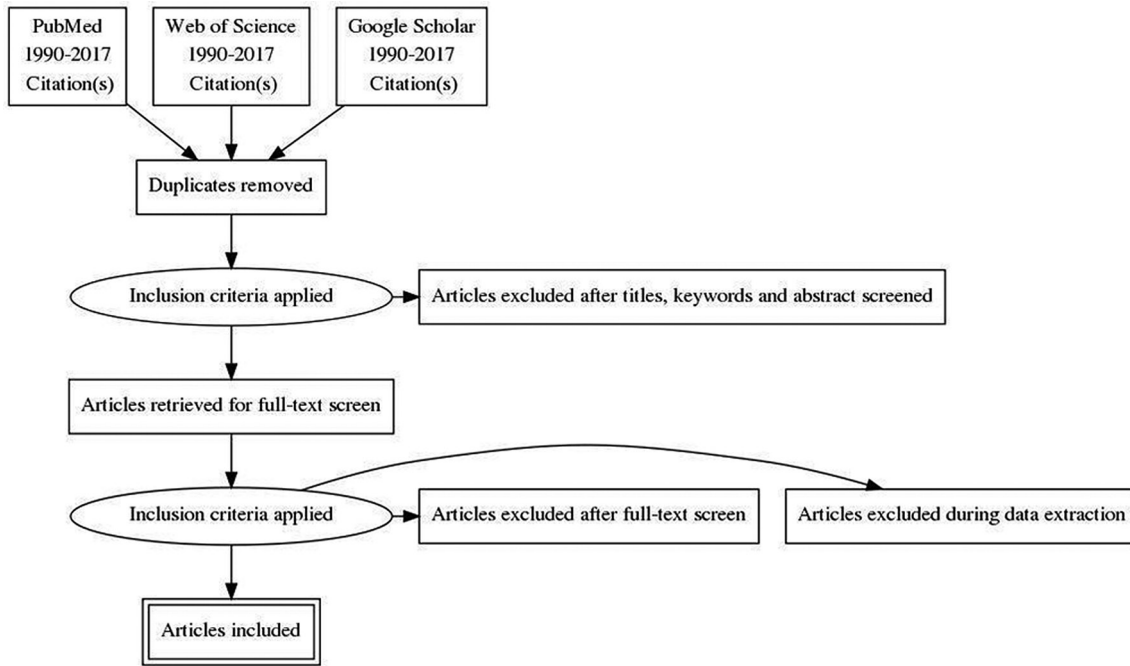 PubMed
1990-2017
Citation(s)
Web of Science
1990-2017
Citation(s)
Google Scholar
1990-2017
Citation(s)
Duplicates removed
Inclusion criteria applied
Articles excluded after titles, keywords and abstract screened
Articles retrieved for full-text screen
Inclusion criteria applied
Articles excluded after full-text screen
Articles excluded during data extraction
Articles included